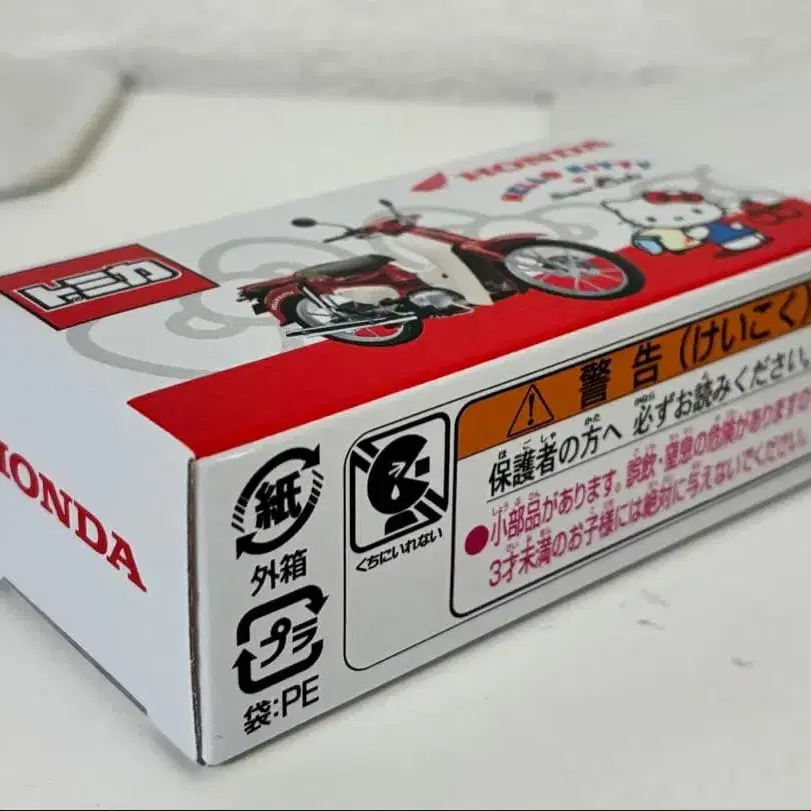 HONDA
HELLO KITTY
トミカ
HONDA
紙
外箱
プラ
袋:PE
くちにいれない
警告(けいこく)
保護者の方へ 必ずお読みください。
●小部品があります。誤飲・窒息の危険がありますので
3才未満のお子様には絶対に与えないでください。